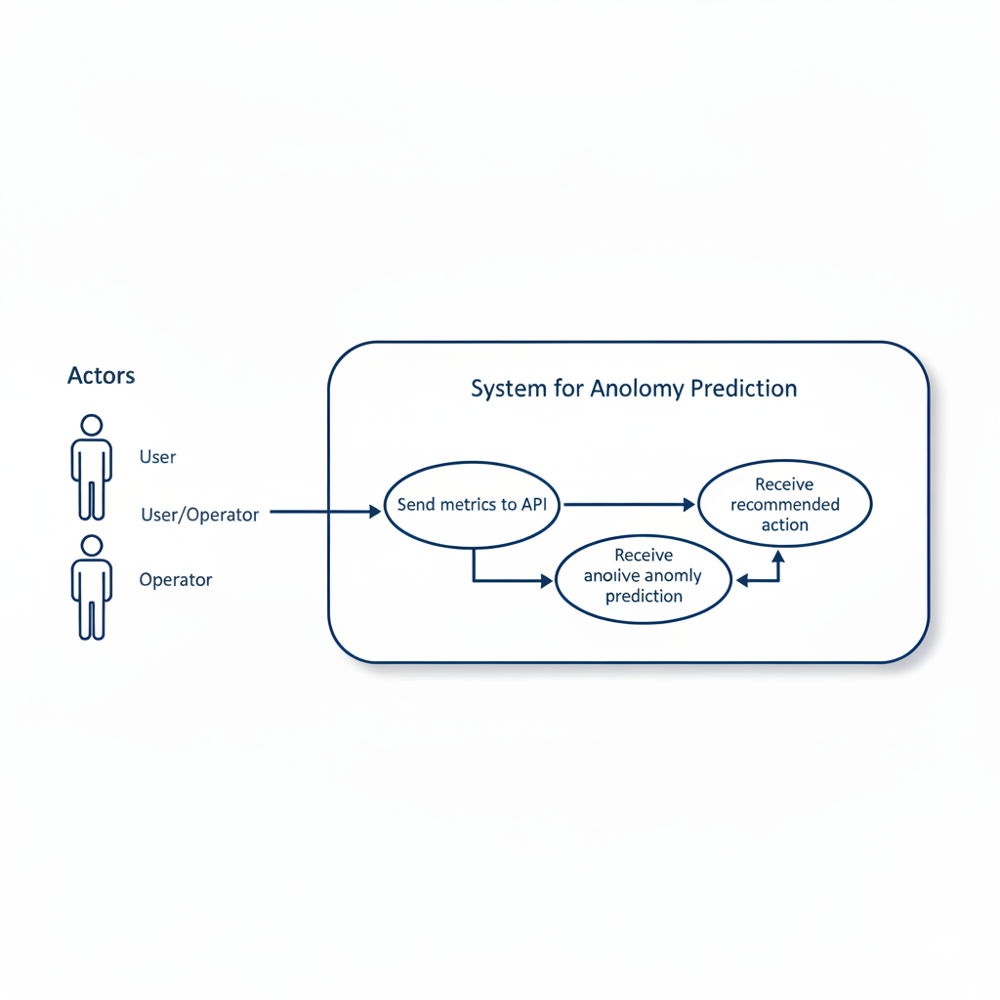 Actors
User
User/Operator
Operator
System for Anolomy Prediction
Send metrics to API
Receive
recommended
action
Receive
anoiive anomly
prediction